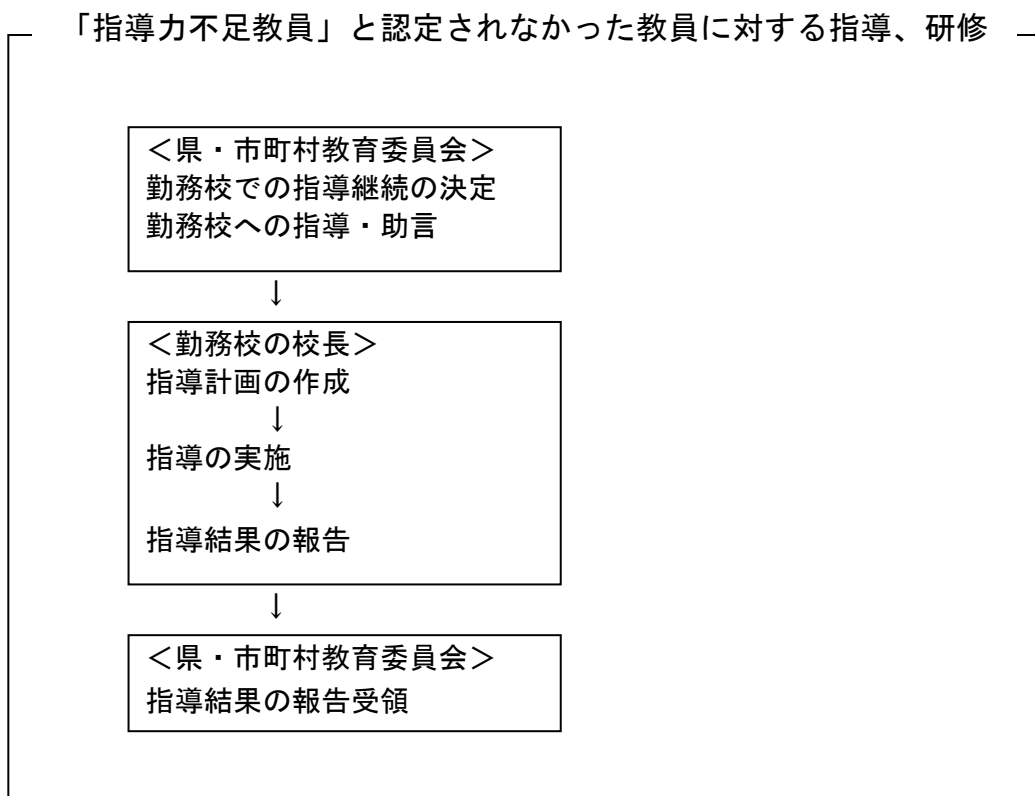 「指導力不足教員」と認定されなかった教員に対する指導、研修
＜県・市町村教育委員会＞
勤務校での指導継続の決定
勤務校への指導・助言
↓
＜勤務校の校長＞
指導計画の作成
↓
指導の実施
↓
指導結果の報告
↓
＜県・市町村教育委員会＞
指導結果の報告受領